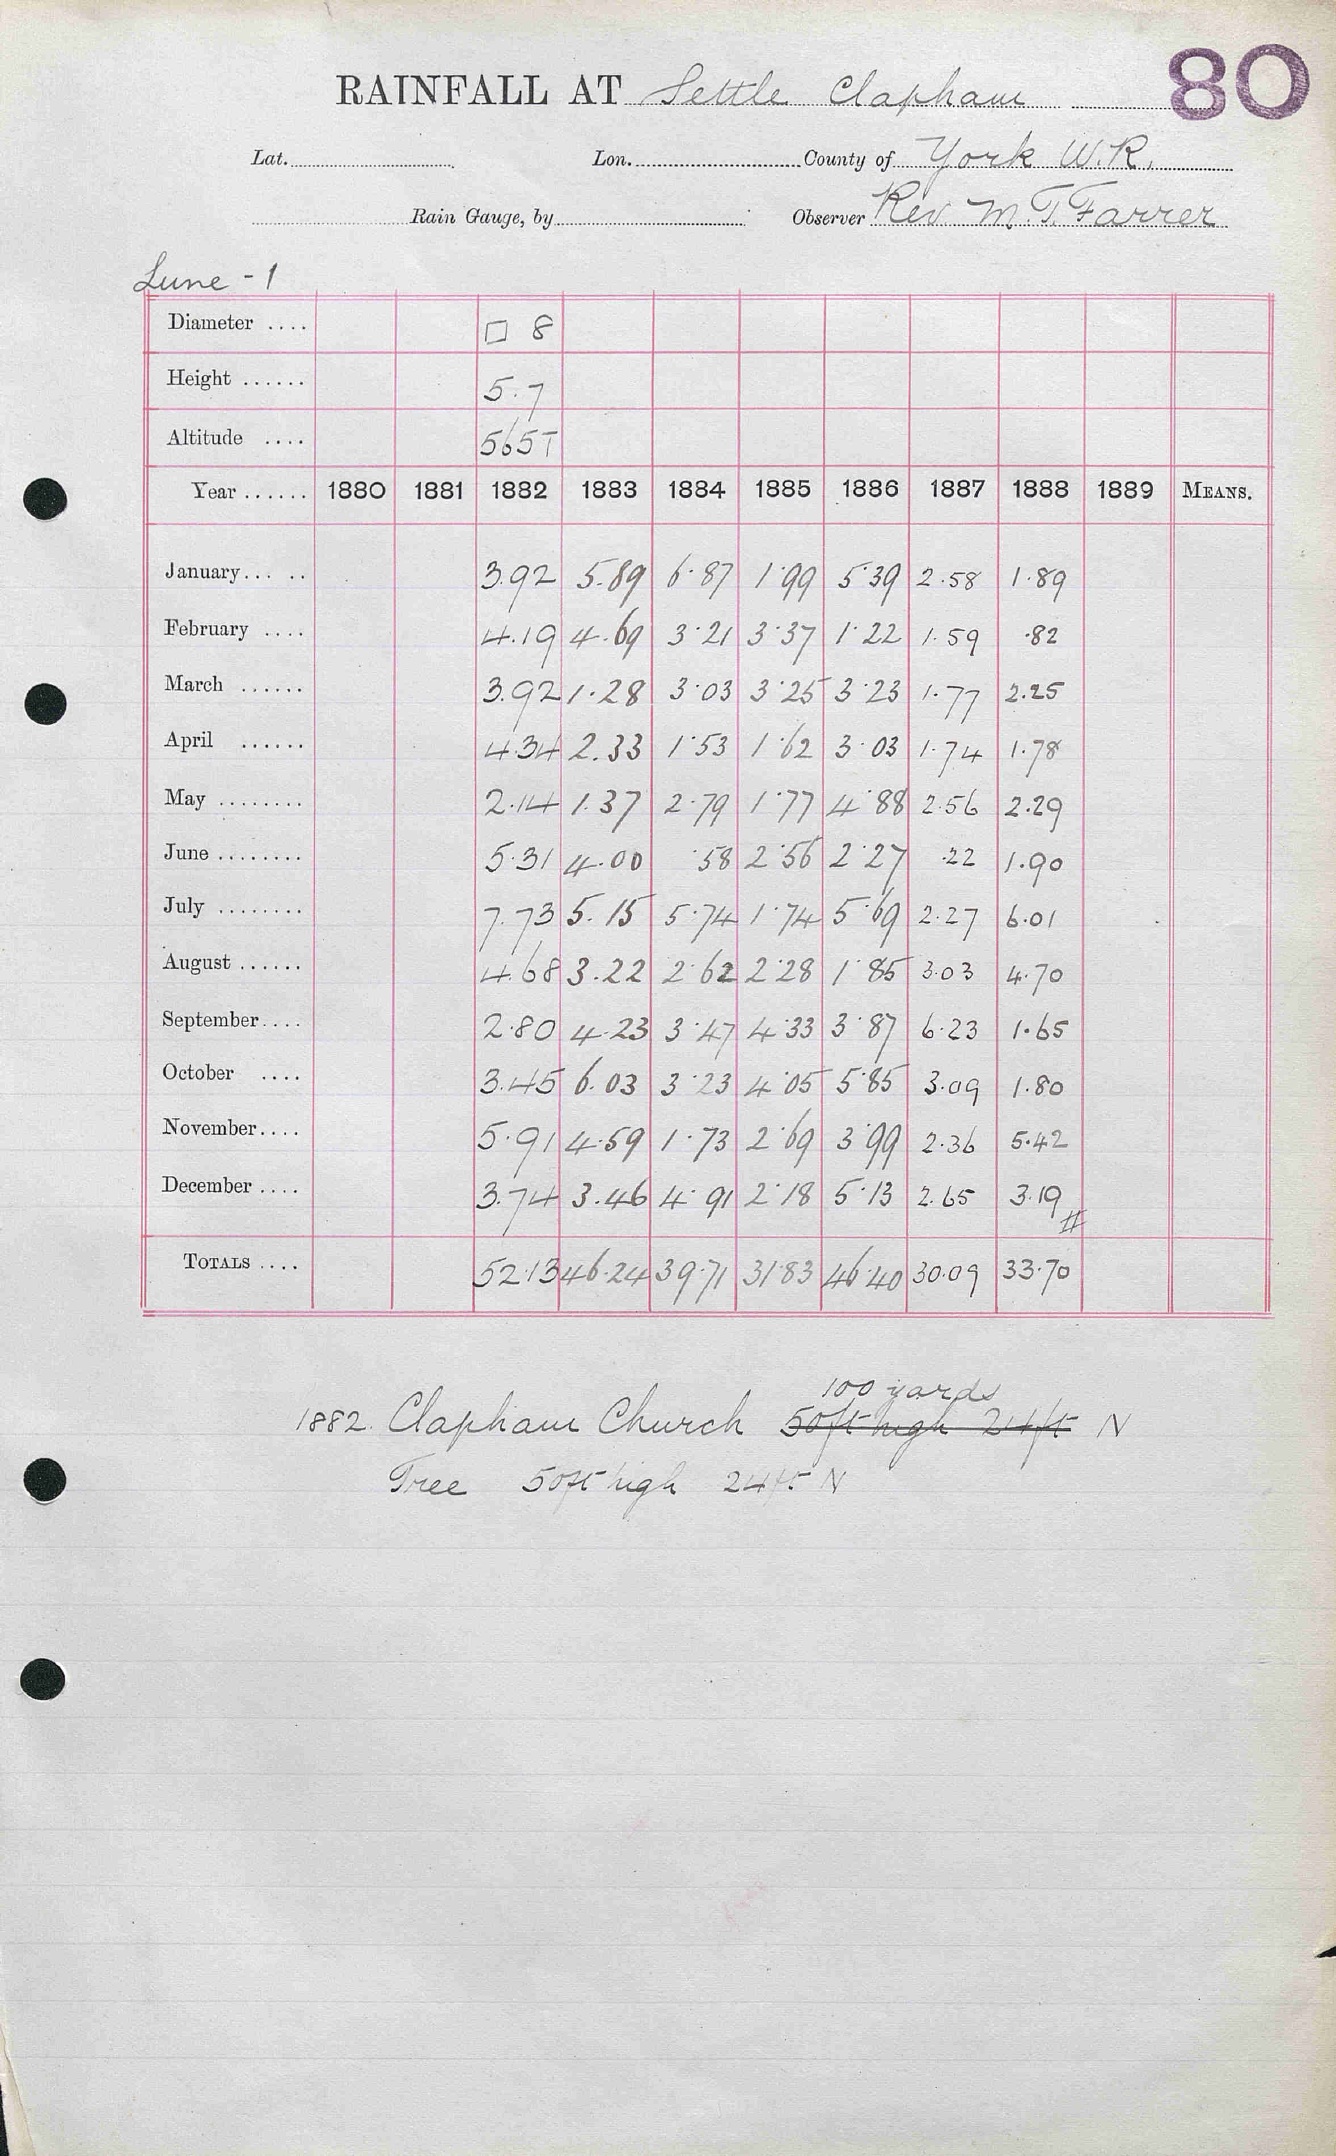 80
RAINFALL AT Settle Clapham
Lat. Lon. County of York W.R.
Rain Gauge, by Observer Rev M.T. Farrer
Lune - 1
Diameter .... □ 8
Height ...... 5.7
Altitude .... 565T
Year ...... 1880 1881 1882 1883 1884 1885 1886 1887 1888 1889 MEANS.
January... .. 3.92 5.89 6.87 1.99 5.39 2.58 1.89
February .... 4.19 4.69 3.21 3.37 1.22 1.59 .82
March ...... 3.92 1.28 3.03 3.25 3.23 1.77 2.25
April ...... 4.34 2.33 1.53 1.62 3.03 1.74 1.78
May ........ 2.14 1.37 2.79 1.77 4.88 2.56 2.29
June ........ 5.31 4.00 .58 2.56 2.27 .22 1.90
July ........ 7.73 5.15 5.74 1.74 5.69 2.27 6.01
August ...... 4.68 3.22 2.62 2.28 1.85 3.03 4.70
September.... 2.80 4.23 3.47 4.33 3.87 6.23 1.65
October .... 3.45 6.03 3.23 4.05 5.85 3.09 1.80
November.... 5.91 4.59 1.73 2.69 3.99 2.36 5.42
December .... 3.74 3.46 4.91 2.18 5.13 2.65 3.19
TOTALS .... 52.13 46.24 39.71 31.83 46.40 30.09 33.70
100 yards
1882. Clapham Church 50ft high 24ft N
Tree 50ft high 24ft N